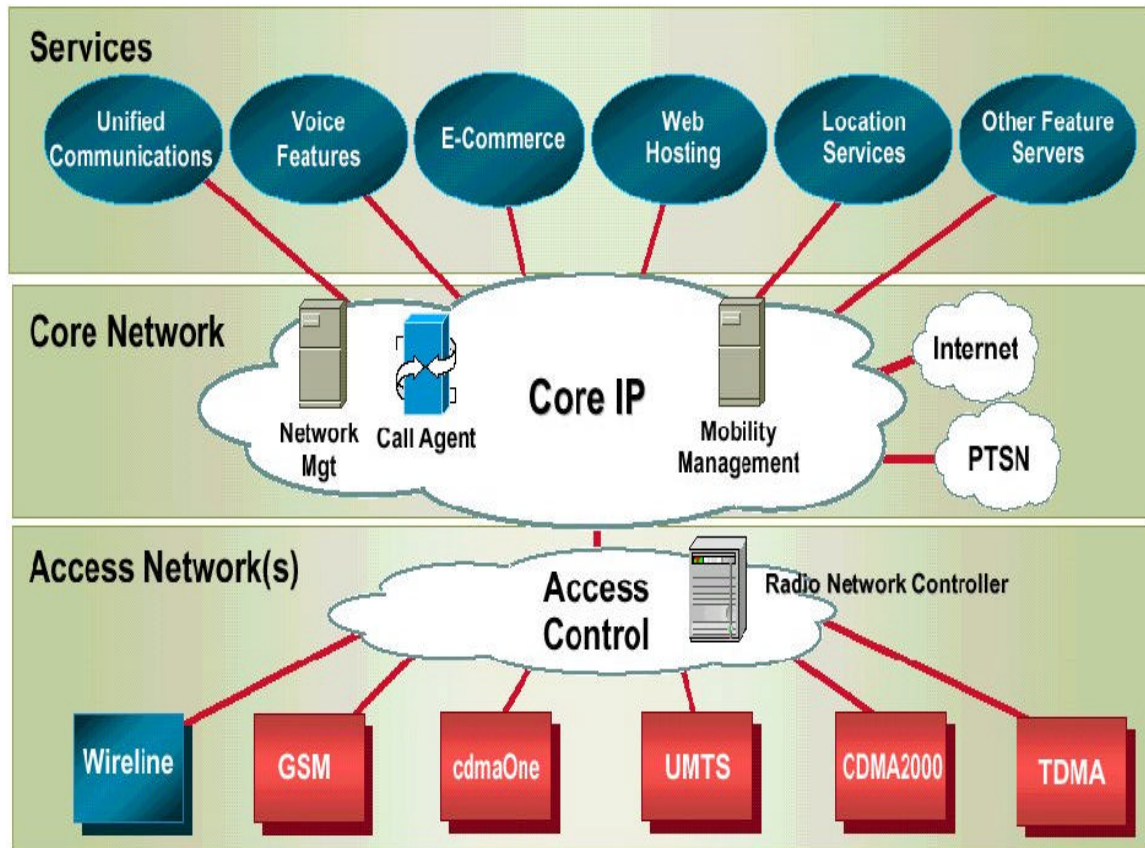 Services
Unified
Communications
Voice
Features
E-Commerce
Web
Hosting
Location
Services
Other Feature
Servers
Core Network
Network
Mgt
Call Agent
Core IP
Mobility
Management
Internet
PTSN
Access Network(s)
Access
Control
Radio Network Controller
Wireline
GSM
cdmaOne
UMTS
CDMA2000
TDMA